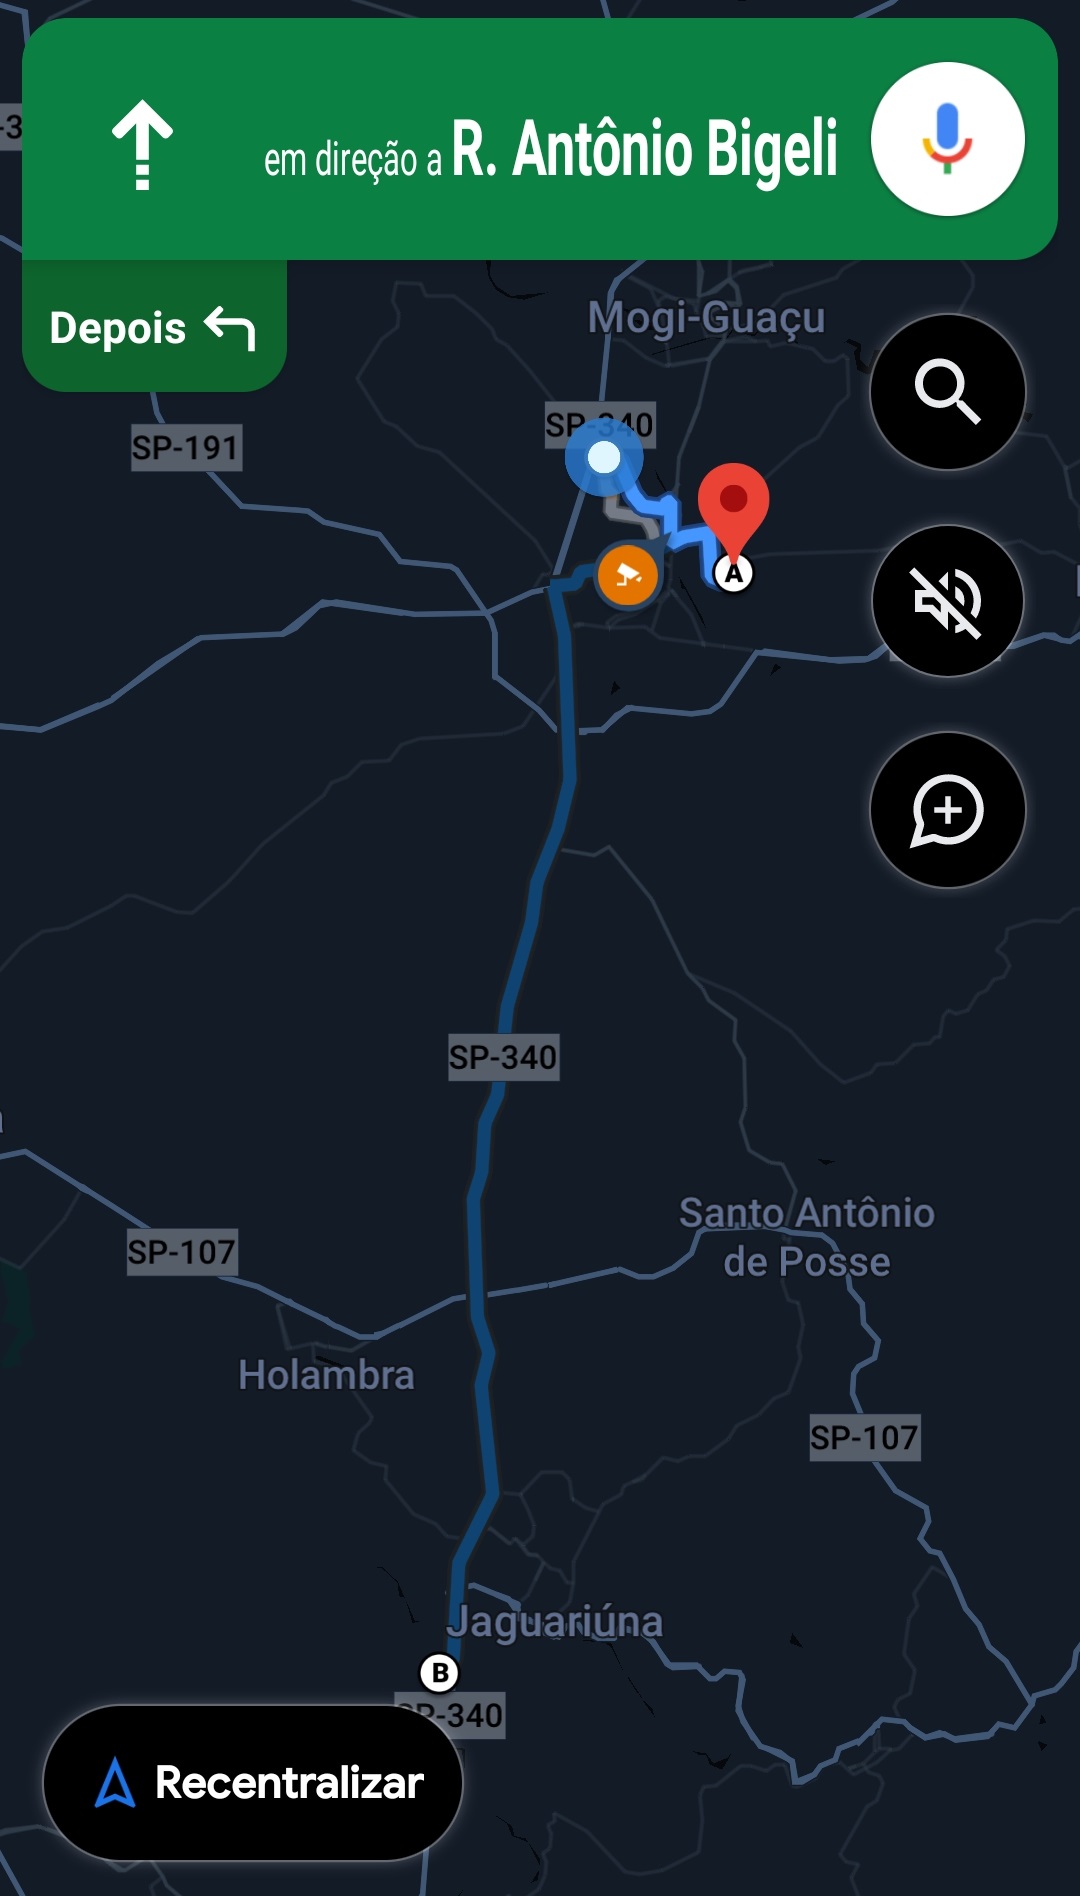 em direção a R. Antônio Bigeli
Depois
-3
Mogi-Guaçu
SP-340
SP-191
A
SP-340
Santo Antônio
de Posse
SP-107
Holambra
SP-107
Jaguariúna
B
SP-340
Recentralizar